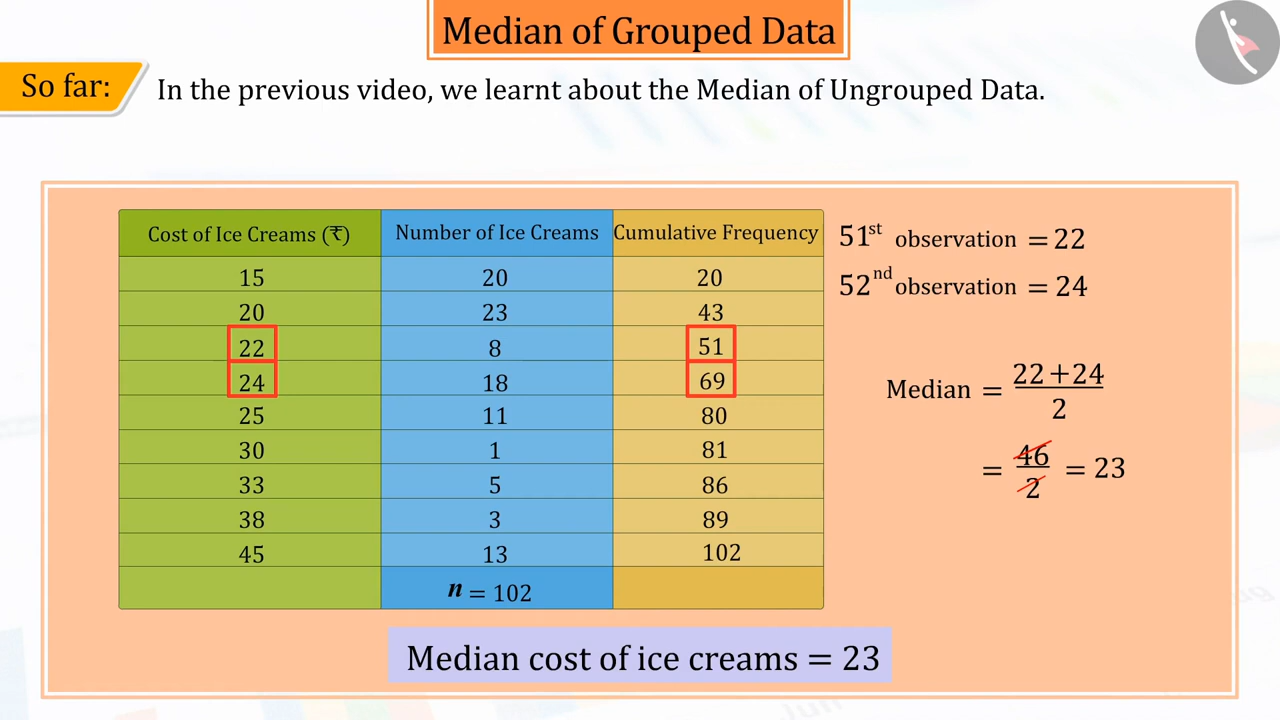 Median of Grouped Data
So far:
In the previous video, we learnt about the Median of Ungrouped Data.
Cost of Ice Creams (₹) Number of Ice Creams Cumulative Frequency
15 20 20
20 23 43
22 8 51
24 18 69
25 11 80
30 1 81
33 5 86
38 3 89
45 13 102
n = 102
51st observation = 22
52nd observation = 24
Median = 22+24
2
= 46
2 = 23
Median cost of ice creams = 23